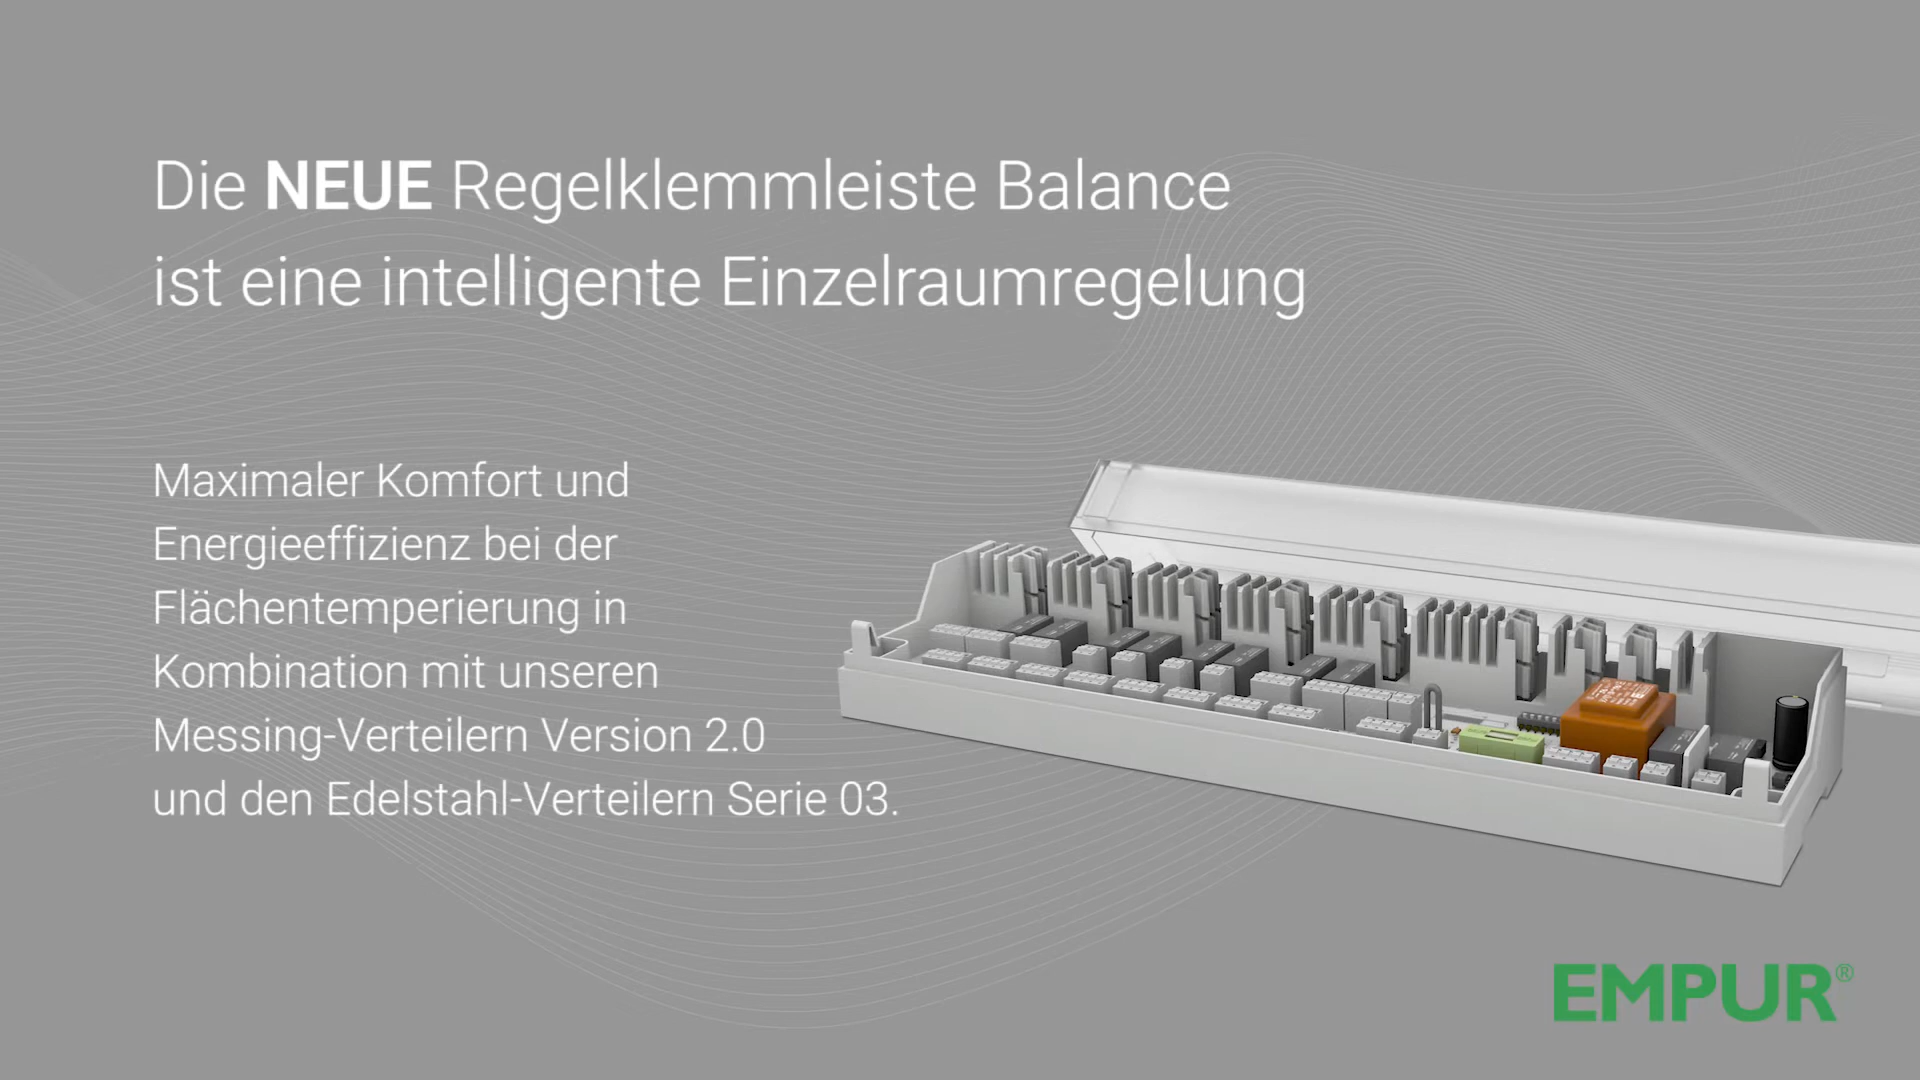 Die NEUE Regelklemmleiste Balance
ist eine intelligente Einzelraumregelung
Maximaler Komfort und
Energieeffizienz bei der
Flächentemperierung in
Kombination mit unseren
Messing-Verteilern Version 2.0
und den Edelstahl-Verteilern Serie 03.
EMPUR®